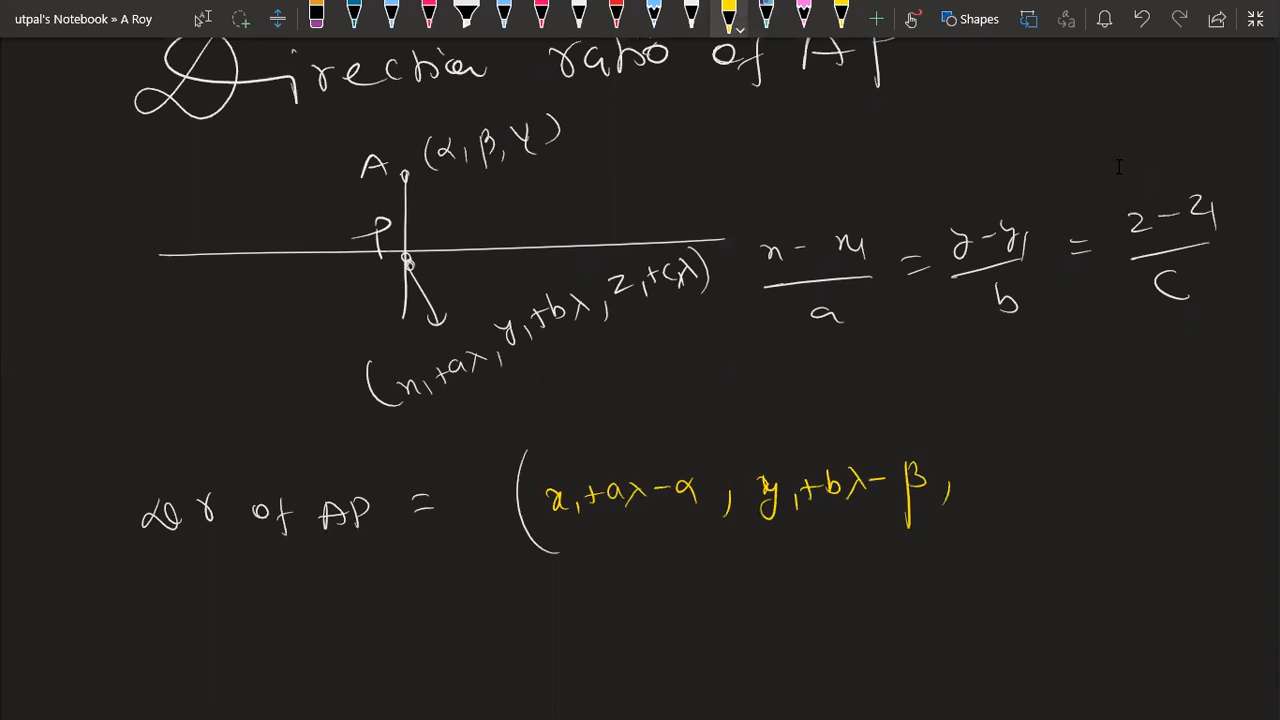 utpal's Notebook » A Roy
Shapes
Direction ratio of AP
A (α, β, γ)
P
(x₁+aλ, y₁+bλ, z₁+cλ)
x - x₁ / a = y - y₁ / b = z - z₁ / c
Dr of AP = (x₁+aλ-α, y₁+bλ-β,